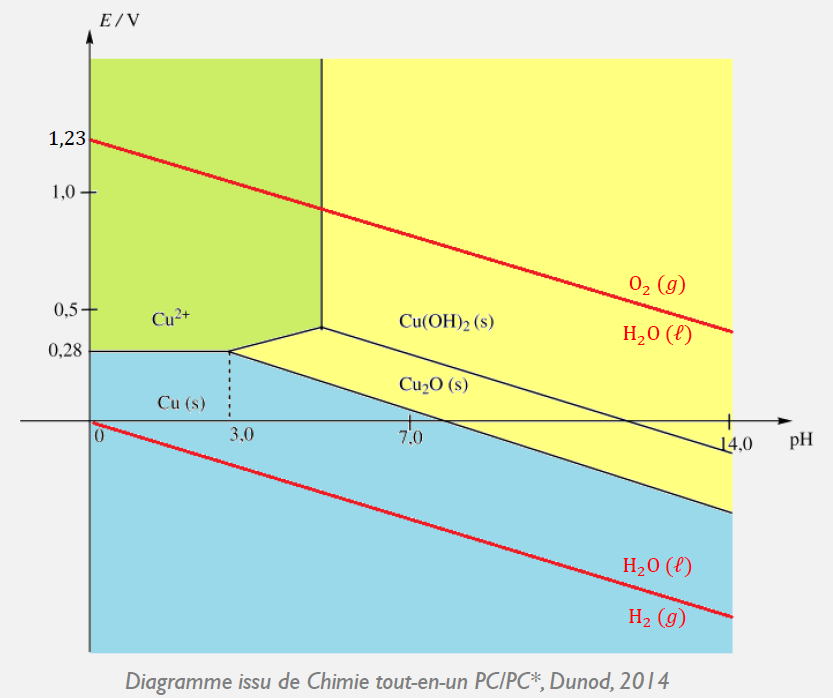 E / V
1,23
1,0
O₂ (g)
0,5
Cu²⁺
Cu(OH)₂ (s)
H₂O (ℓ)
0,28
Cu₂O (s)
Cu (s)
0
3,0
7,0
14,0
pH
H₂O (ℓ)
H₂ (g)
Diagramme issu de Chimie tout-en-un PC/PC*, Dunod, 2014